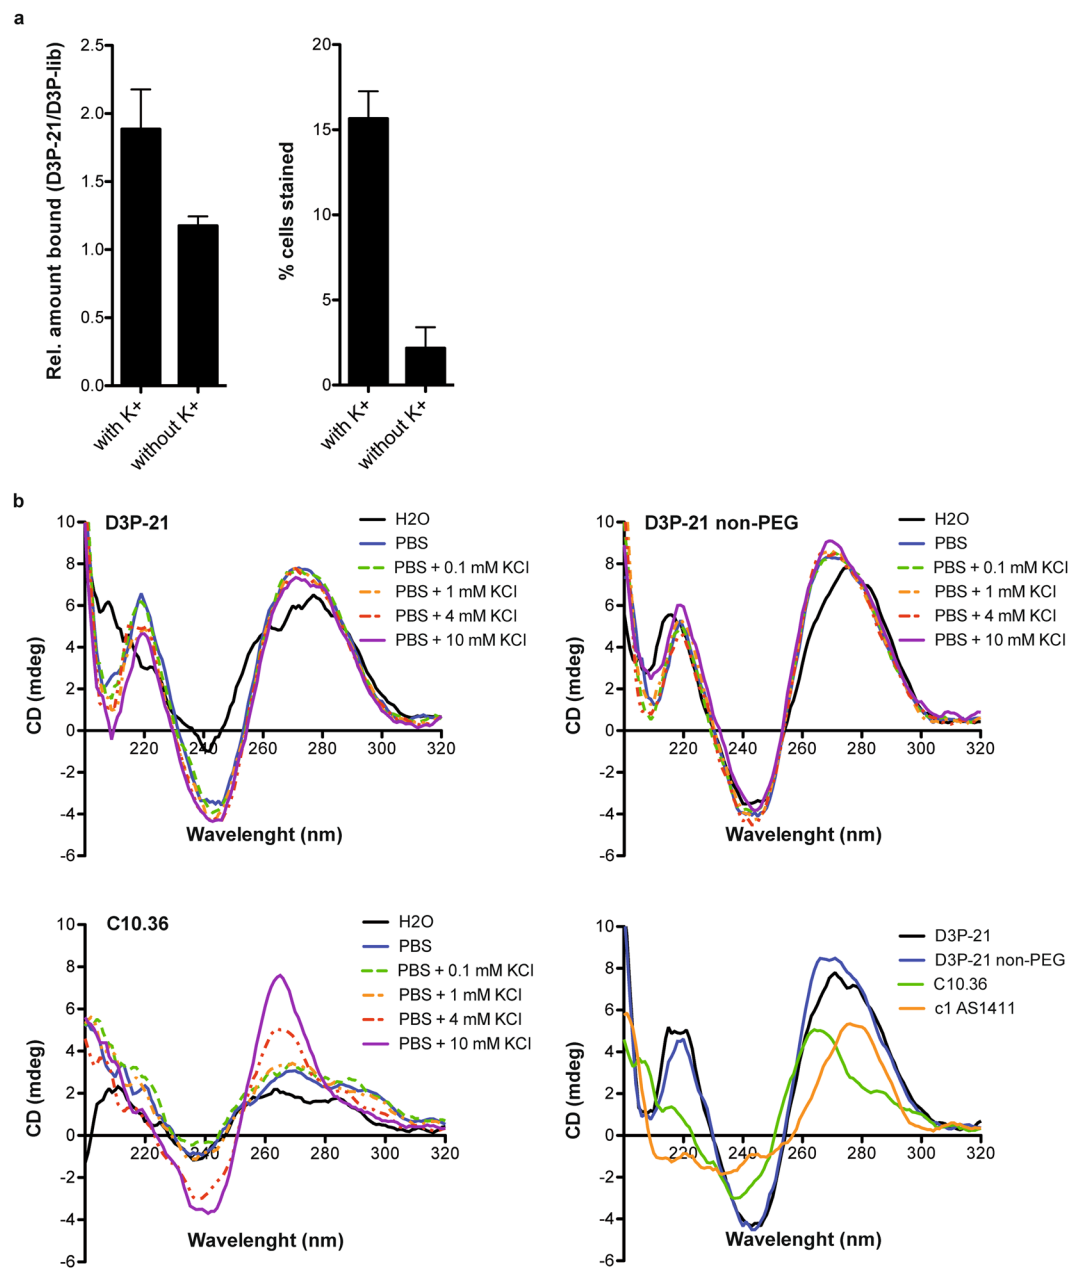 a
Rel. amount bound (D3P-21/D3P-lib)
2.5
2.0
1.5
1.0
0.5
0.0
with K+
without K+
% cells stained
20
15
10
5
0
with K+
without K+
b
D3P-21
CD (mdeg)
10
8
6
4
2
0
-2
-4
-6
220
240
260
280
300
320
Wavelenght (nm)
H2O
PBS
PBS + 0.1 mM KCl
PBS + 1 mM KCl
PBS + 4 mM KCl
PBS + 10 mM KCl
D3P-21 non-PEG
CD (mdeg)
10
8
6
4
2
0
-2
-4
-6
220
240
260
280
300
320
Wavelenght (nm)
H2O
PBS
PBS + 0.1 mM KCl
PBS + 1 mM KCl
PBS + 4 mM KCl
PBS + 10 mM KCl
C10.36
CD (mdeg)
10
8
6
4
2
0
-2
-4
-6
220
240
260
280
300
320
Wavelenght (nm)
H2O
PBS
PBS + 0.1 mM KCl
PBS + 1 mM KCl
PBS + 4 mM KCl
PBS + 10 mM KCl
CD (mdeg)
10
8
6
4
2
0
-2
-4
-6
220
240
260
280
300
320
Wavelenght (nm)
D3P-21
D3P-21 non-PEG
C10.36
c1 AS1411